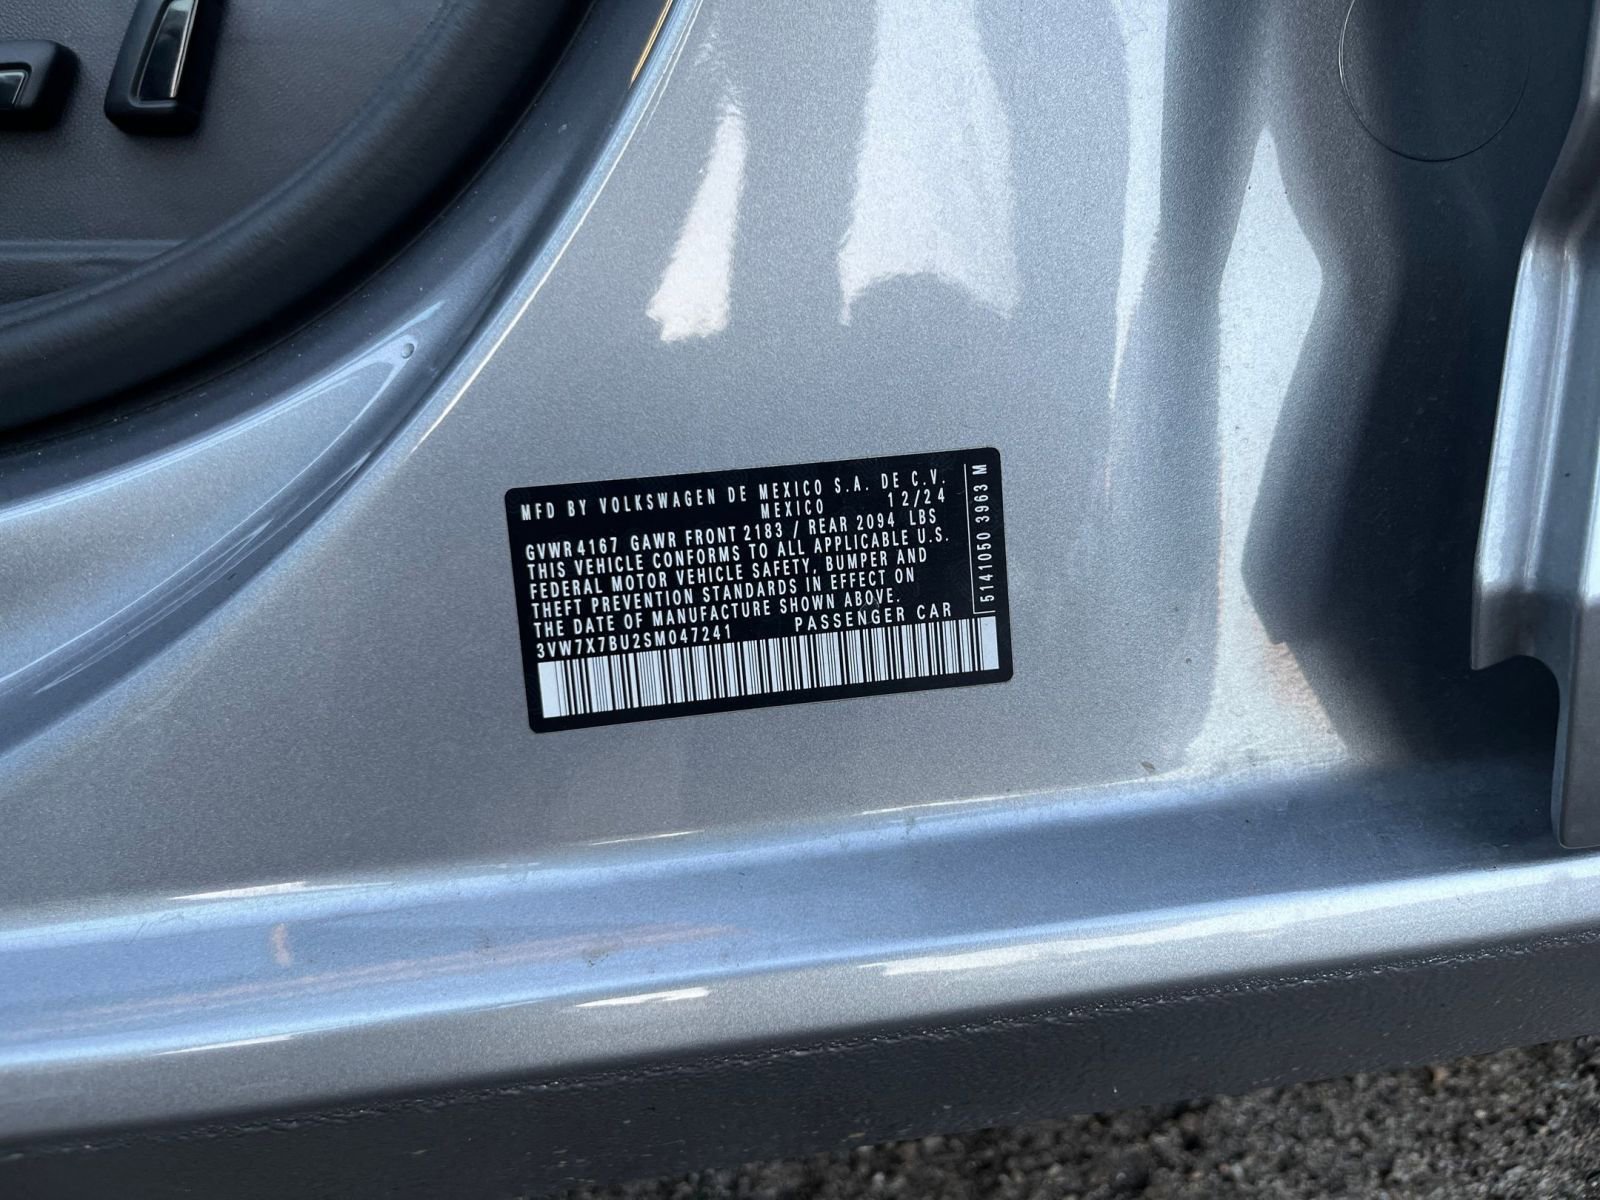 MFD BY VOLKSWAGEN DE MEXICO S.A. DE C.V.
MEXICO 12/24
GVWR 4167 GAWR FRONT 2183 / REAR 2094 LBS
THIS VEHICLE CONFORMS TO ALL APPLICABLE U.S.
FEDERAL MOTOR VEHICLE SAFETY, BUMPER AND
THEFT PREVENTION STANDARDS IN EFFECT ON
THE DATE OF MANUFACTURE SHOWN ABOVE.
3VW7X7BU2SM047241 PASSENGER CAR
5141050 3963 M